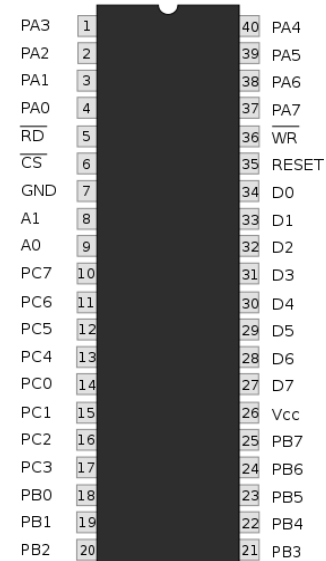 PA3 1 40 PA4
PA2 2 39 PA5
PA1 3 38 PA6
PA0 4 37 PA7
RD 5 36 WR
CS 6 35 RESET
GND 7 34 D0
A1 8 33 D1
A0 9 32 D2
PC7 10 31 D3
PC6 11 30 D4
PC5 12 29 D5
PC4 13 28 D6
PC0 14 27 D7
PC1 15 26 Vcc
PC2 16 25 PB7
PC3 17 24 PB6
PB0 18 23 PB5
PB1 19 22 PB4
PB2 20 21 PB3